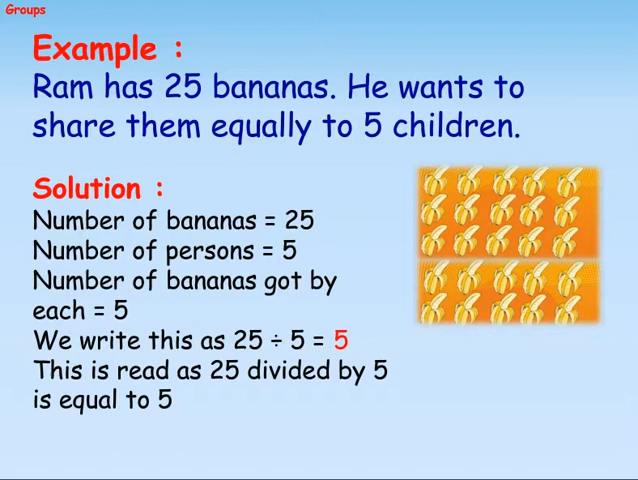 Groups
Example :
Ram has 25 bananas. He wants to
share them equally to 5 children.
Solution :
Number of bananas = 25
Number of persons = 5
Number of bananas got by
each = 5
We write this as 25 ÷ 5 = 5
This is read as 25 divided by 5
is equal to 5